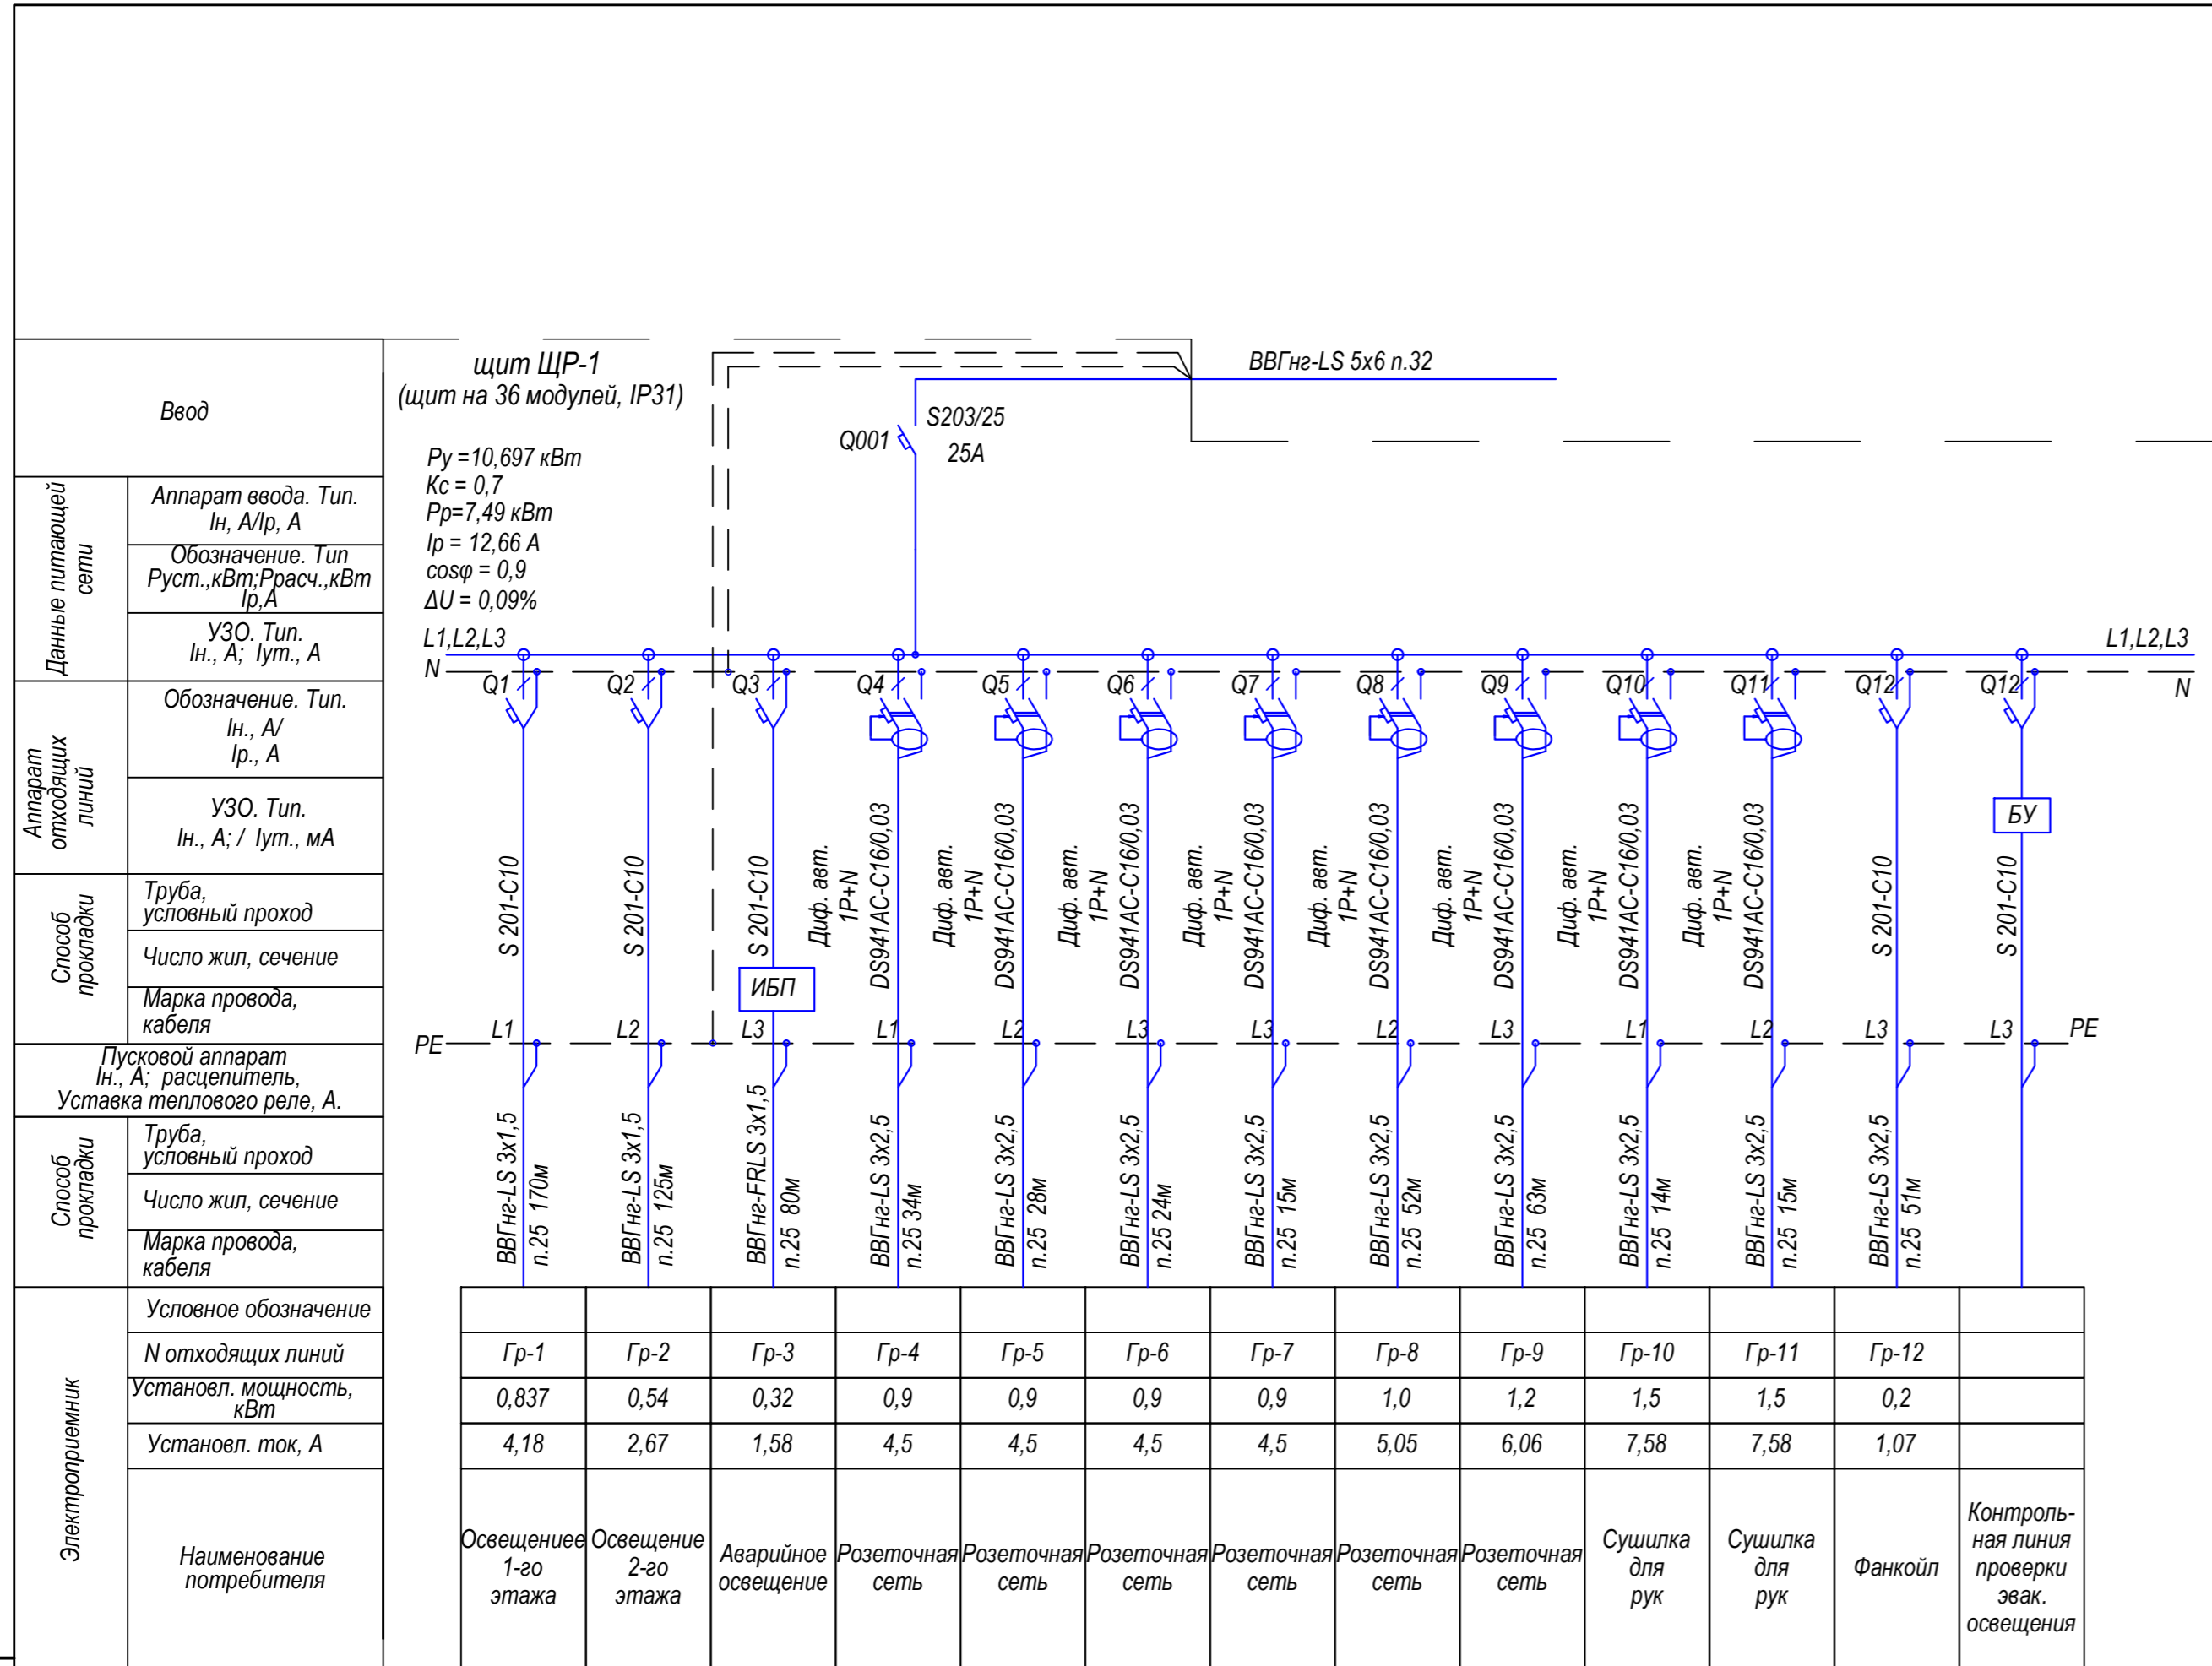 щит ЩР-1
(щит на 36 модулей, IP31)
ВВГнг-LS 5х6 п.32
Ввод
S203/25
Q001
25А
Ру =10,697 кВт
Кс = 0,7
Рр=7,49 кВт
Iр = 12,66 А
cosφ = 0,9
ΔU = 0,09%
Данные питающей
сети
Аппарат ввода. Тип.
Iн, А/Iр, А
Обозначение. Тип
Руст.,кВт;Ррасч.,кВт
Iр,А
УЗО. Тип.
Iн., А; Iут., А
L1,L2,L3
L1,L2,L3
N
N
Q1
Q2
Q3
Q4
Q5
Q6
Q7
Q8
Q9
Q10
Q11
Q12
Q12
Аппарат
отходящих
линий
Обозначение. Тип.
Iн., А/
Iр., А
УЗО. Тип.
Iн., А; / Iут., мА
БУ
S 201-C10
S 201-C10
S 201-C10
Диф. авт.
1Р+N
DS941AC-C16/0,03
Диф. авт.
1Р+N
DS941AC-C16/0,03
Диф. авт.
1Р+N
DS941AC-C16/0,03
Диф. авт.
1Р+N
DS941AC-C16/0,03
Диф. авт.
1Р+N
DS941AC-C16/0,03
Диф. авт.
1Р+N
DS941AC-C16/0,03
Диф. авт.
1Р+N
DS941AC-C16/0,03
Диф. авт.
1Р+N
DS941AC-C16/0,03
S 201-C10
S 201-C10
Способ
прокладки
Труба,
условный проход
Число жил, сечение
Марка провода,
кабеля
ИБП
PE
L1
L2
L3
L1
L2
L3
L3
L2
L3
L1
L2
L3
L3
PE
Пусковой аппарат
Iн., А; расцепитель,
Уставка теплового реле, А.
Способ
прокладки
Труба,
условный проход
Число жил, сечение
Марка провода,
кабеля
ВВГнг-LS 3х1,5
п.25 170м
ВВГнг-LS 3х1,5
п.25 125м
ВВГнг-FRLS 3х1,5
п.25 80м
ВВГнг-LS 3х2,5
п.25 34м
ВВГнг-LS 3х2,5
п.25 28м
ВВГнг-LS 3х2,5
п.25 24м
ВВГнг-LS 3х2,5
п.25 15м
ВВГнг-LS 3х2,5
п.25 52м
ВВГнг-LS 3х2,5
п.25 63м
ВВГнг-LS 3х2,5
п.25 14м
ВВГнг-LS 3х2,5
п.25 15м
ВВГнг-LS 3х2,5
п.25 51м
Электроприемник
Условное обозначение
N отходящих линий
Гр-1 Гр-2 Гр-3 Гр-4 Гр-5 Гр-6 Гр-7 Гр-8 Гр-9 Гр-10 Гр-11 Гр-12
Установл. мощность,
кВт
0,837 0,54 0,32 0,9 0,9 0,9 0,9 1,0 1,2 1,5 1,5 0,2
Установл. ток, А
4,18 2,67 1,58 4,5 4,5 4,5 4,5 5,05 6,06 7,58 7,58 1,07
Наименование
потребителя
Освещениее
1-го
этажа
Освещение
2-го
этажа
Аварийное
освещение
Розеточная
сеть
Розеточная
сеть
Розеточная
сеть
Розеточная
сеть
Розеточная
сеть
Розеточная
сеть
Сушилка
для
рук
Сушилка
для
рук
Фанкойл
Контроль-
ная линия
проверки
эвак.
освещения